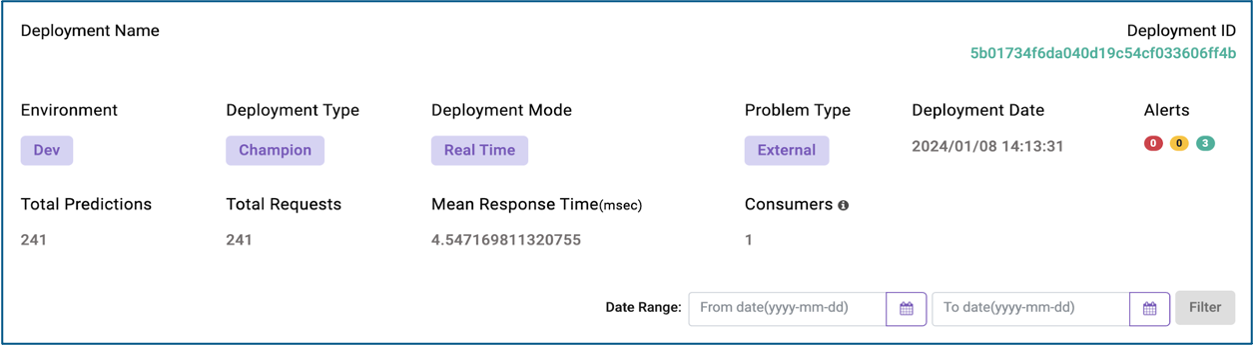 Deployment Name Deployment ID
5b01734f6da040d19c54cf033606ff4b
Environment Deployment Type Deployment Mode Problem Type Deployment Date Alerts
Dev Champion Real Time External 2024/01/08 14:13:31 0 0 3
Total Predictions Total Requests Mean Response Time(msec) Consumers
241 241 4.547169811320755 1
Date Range: From date(yyyy-mm-dd) To date(yyyy-mm-dd) Filter